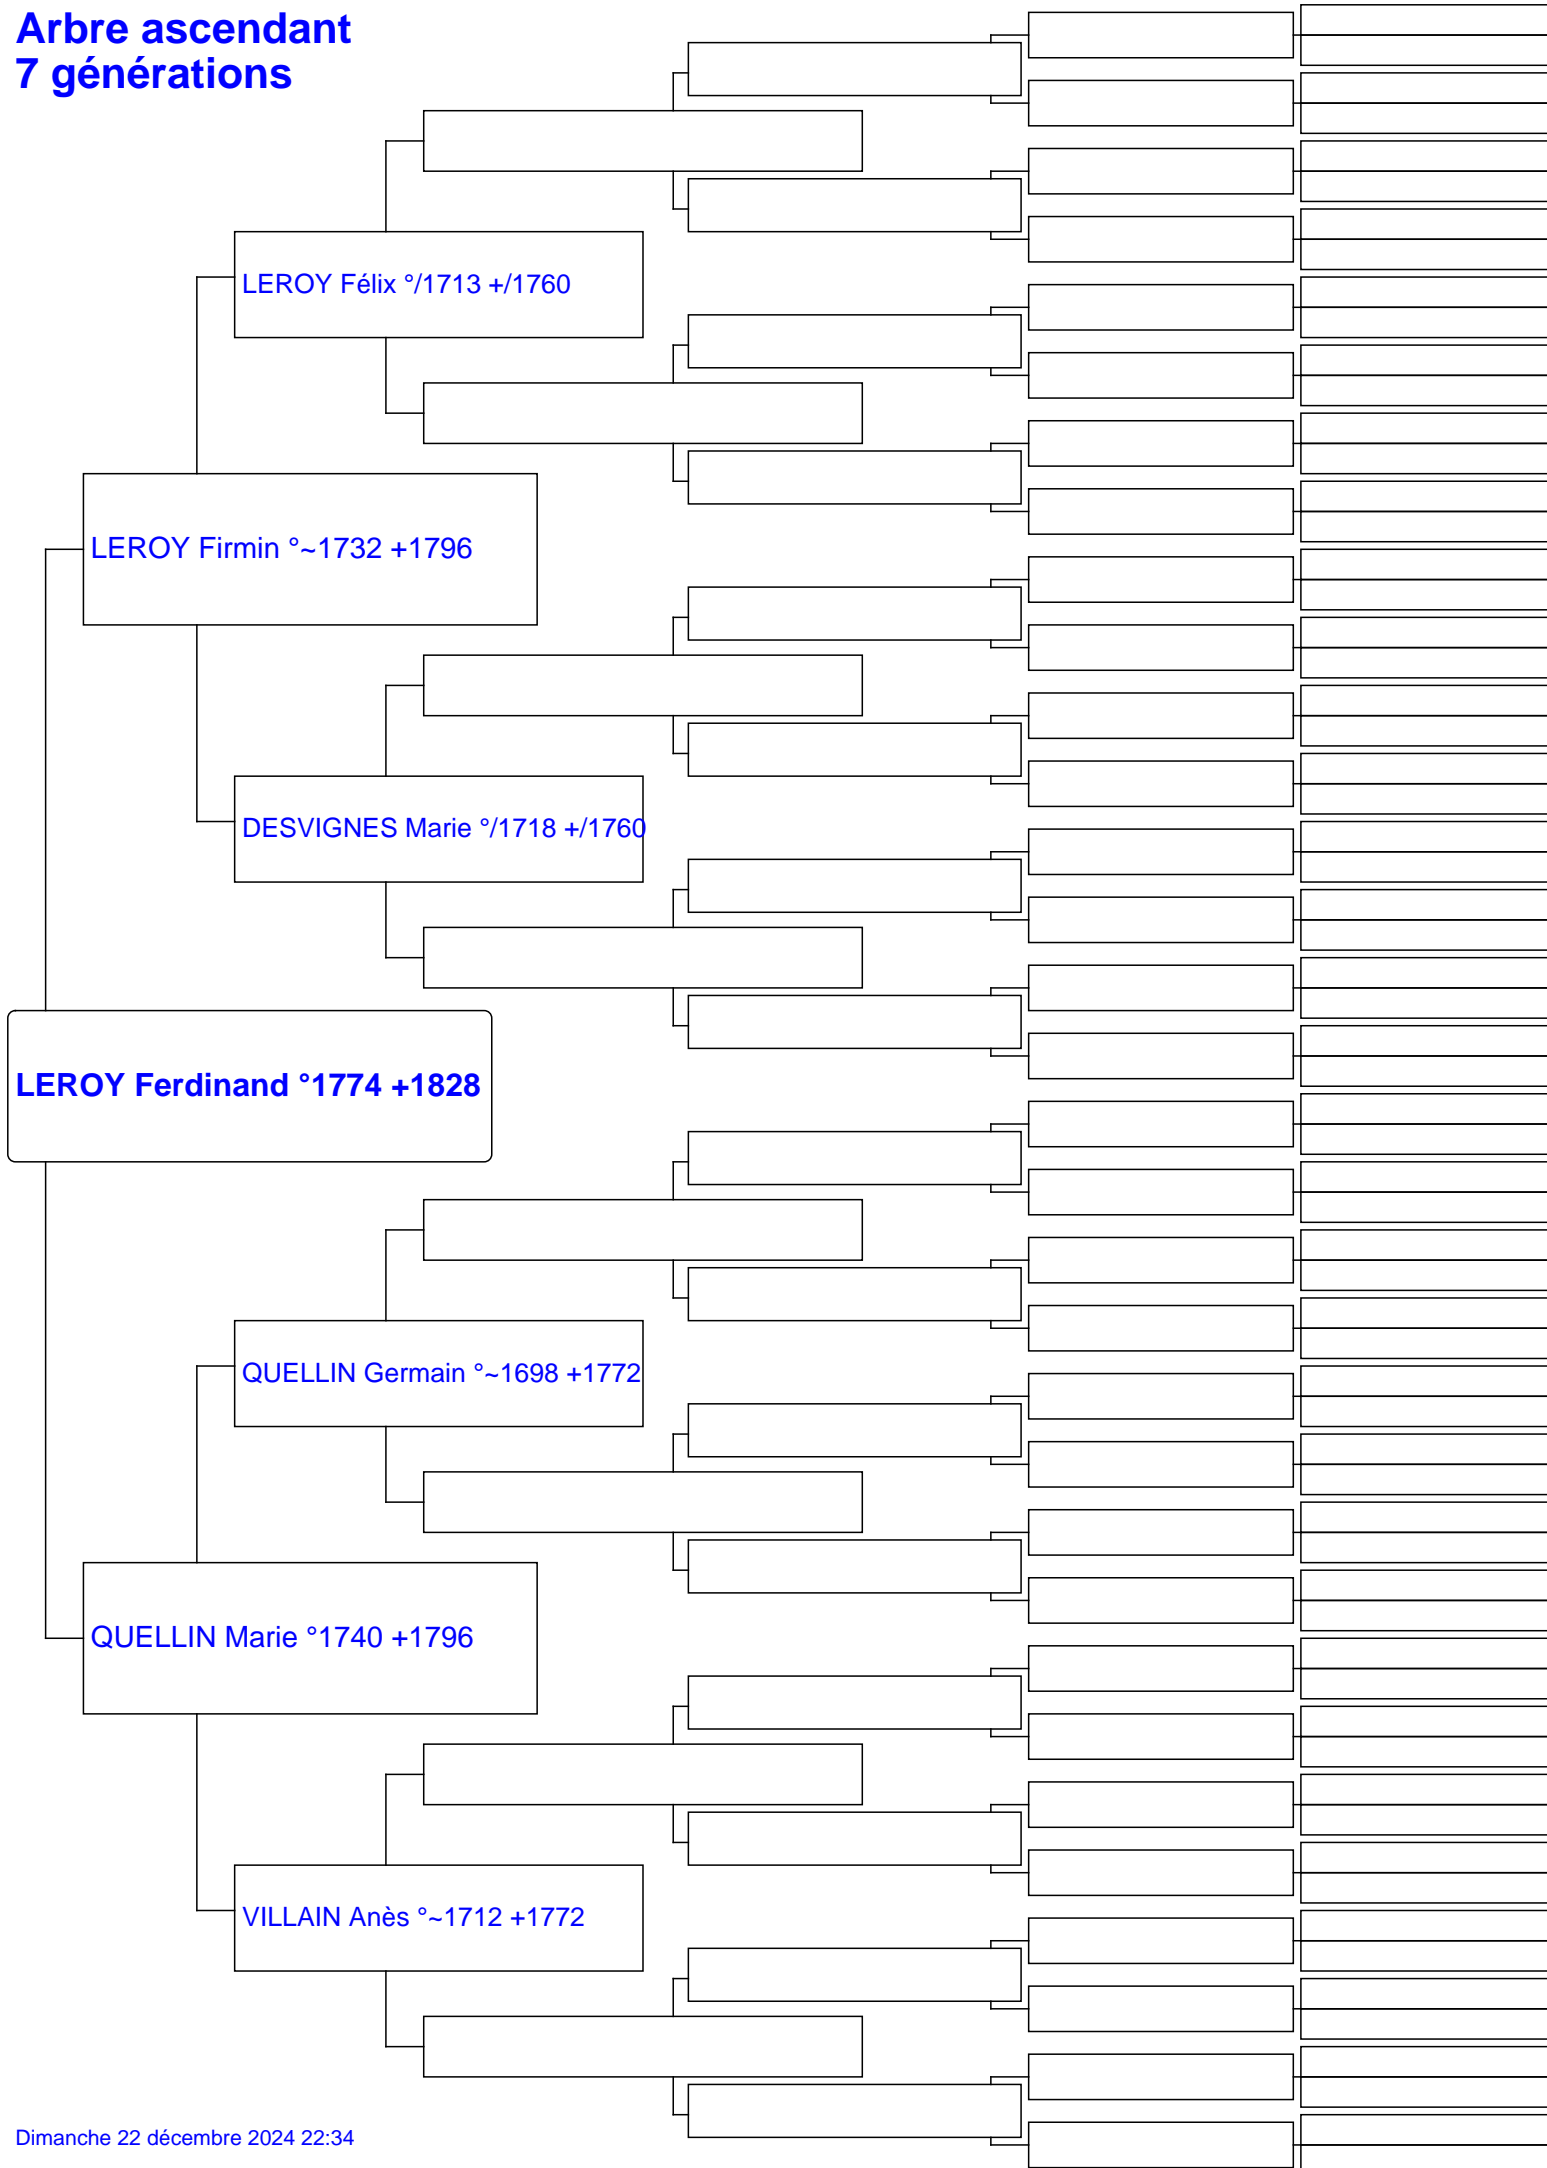 Arbre ascendant
7 générations
LEROY Félix °/1713 +/1760
LEROY Firmin °~1732 +1796
DESVIGNES Marie °/1718 +/1760
LEROY Ferdinand °1774 +1828
QUELLIN Germain °~1698 +1772
QUELLIN Marie °1740 +1796
VILLAIN Anès °~1712 +1772
Dimanche 22 décembre 2024 22:34